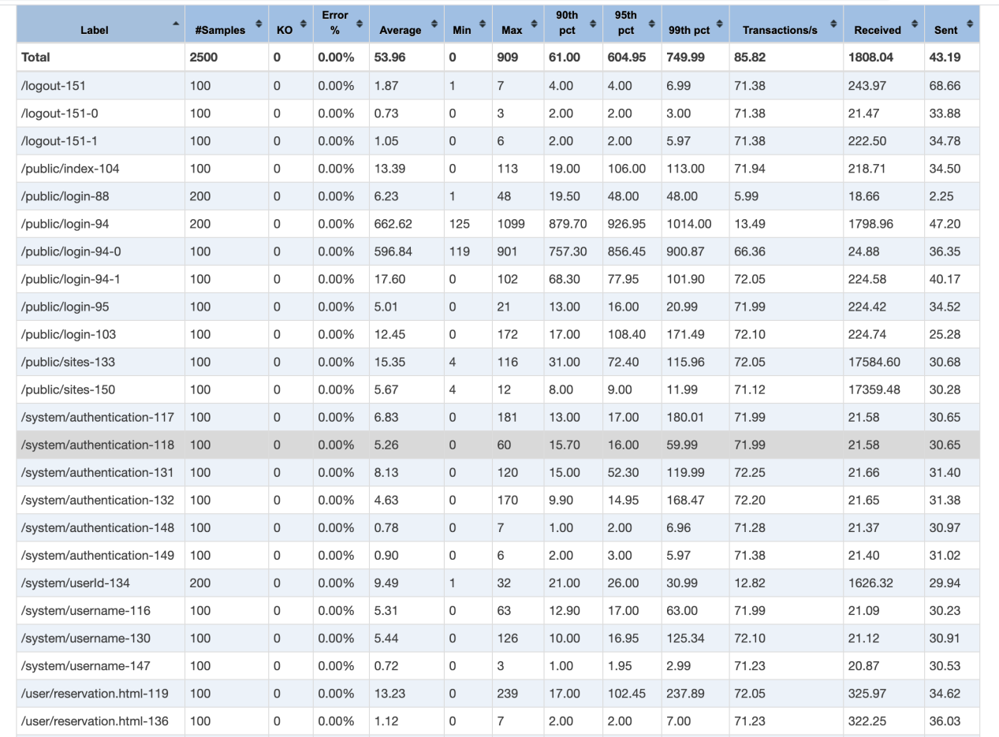 Label #Samples KO Error % Average Min Max 90th pct 95th pct 99th pct Transactions/s Received Sent
Total 2500 0 0.00% 53.96 0 909 61.00 604.95 749.99 85.82 1808.04 43.19
/logout-151 100 0 0.00% 1.87 1 7 4.00 4.00 6.99 71.38 243.97 68.66
/logout-151-0 100 0 0.00% 0.73 0 3 2.00 2.00 3.00 71.38 21.47 33.88
/logout-151-1 100 0 0.00% 1.05 0 6 2.00 2.00 5.97 71.38 222.50 34.78
/public/index-104 100 0 0.00% 13.39 0 113 19.00 106.00 113.00 71.94 218.71 34.50
/public/login-88 200 0 0.00% 6.23 1 48 19.50 48.00 48.00 5.99 18.66 2.25
/public/login-94 200 0 0.00% 662.62 125 1099 879.70 926.95 1014.00 13.49 1798.96 47.20
/public/login-94-0 100 0 0.00% 596.84 119 901 757.30 856.45 900.87 66.36 24.88 36.35
/public/login-94-1 100 0 0.00% 17.60 0 102 68.30 77.95 101.90 72.05 224.58 40.17
/public/login-95 100 0 0.00% 5.01 0 21 13.00 16.00 20.99 71.99 224.42 34.52
/public/login-103 100 0 0.00% 12.45 0 172 17.00 108.40 171.49 72.10 224.74 25.28
/public/sites-133 100 0 0.00% 15.35 4 116 31.00 72.40 115.96 72.05 17584.60 30.68
/public/sites-150 100 0 0.00% 5.67 4 12 8.00 9.00 11.99 71.12 17359.48 30.28
/system/authentication-117 100 0 0.00% 6.83 0 181 13.00 17.00 180.01 71.99 21.58 30.65
/system/authentication-118 100 0 0.00% 5.26 0 60 15.70 16.00 59.99 71.99 21.58 30.65
/system/authentication-131 100 0 0.00% 8.13 0 120 15.00 52.30 119.99 72.25 21.66 31.40
/system/authentication-132 100 0 0.00% 4.63 0 170 9.90 14.95 168.47 72.20 21.65 31.38
/system/authentication-148 100 0 0.00% 0.78 0 7 1.00 2.00 6.96 71.28 21.37 30.97
/system/authentication-149 100 0 0.00% 0.90 0 6 2.00 3.00 5.97 71.38 21.40 31.02
/system/userId-134 200 0 0.00% 9.49 1 32 21.00 26.00 30.99 12.82 1626.32 29.94
/system/username-116 100 0 0.00% 5.31 0 63 12.90 17.00 63.00 71.99 21.09 30.23
/system/username-130 100 0 0.00% 5.44 0 126 10.00 16.95 125.34 72.10 21.12 30.91
/system/username-147 100 0 0.00% 0.72 0 3 1.00 1.95 2.99 71.23 20.87 30.53
/user/reservation.html-119 100 0 0.00% 13.23 0 239 17.00 102.45 237.89 72.05 325.97 34.62
/user/reservation.html-136 100 0 0.00% 1.12 0 7 2.00 2.00 7.00 71.23 322.25 36.03